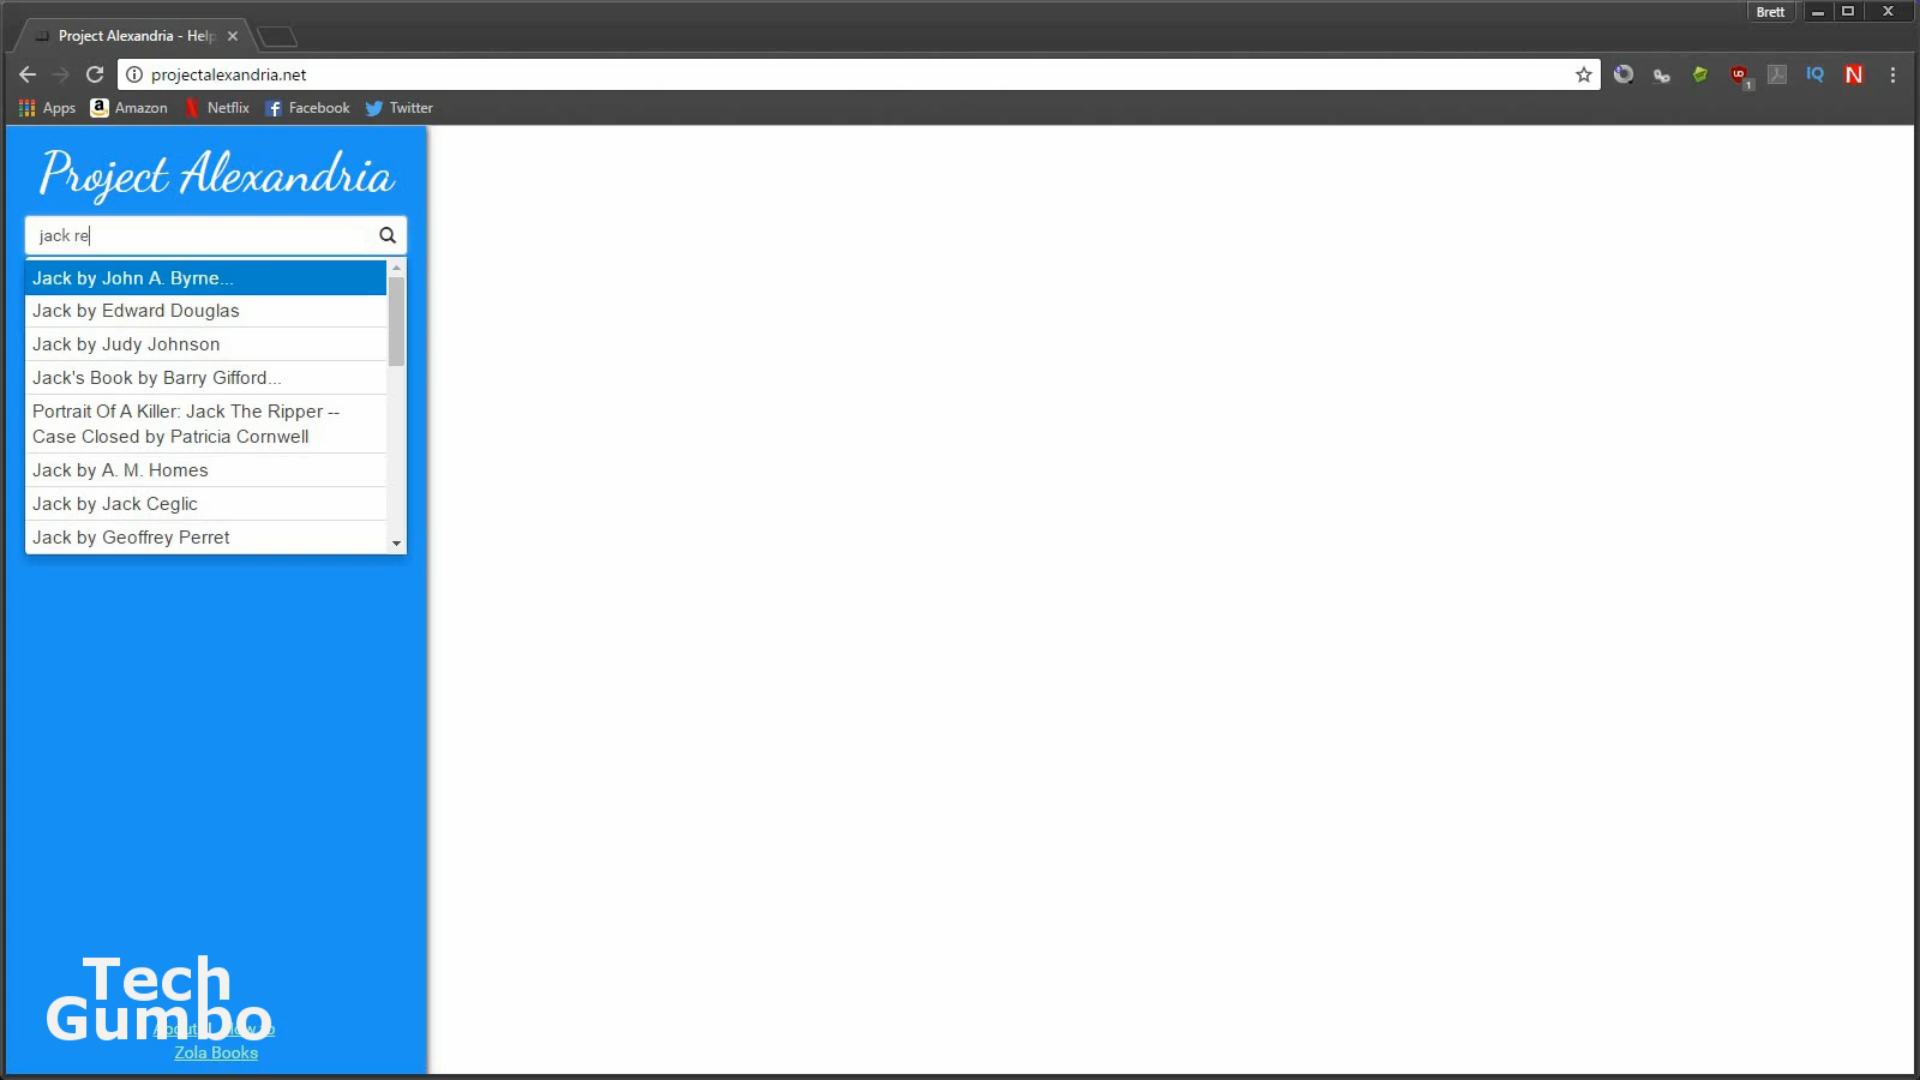 Brett
Project Alexandria - Help
projectalexandria.net
1
IQ
N
Apps
Amazon
Netflix
Facebook
Twitter
Project Alexandria
jack re
Jack by John A. Byrne...
Jack by Edward Douglas
Jack by Judy Johnson
Jack's Book by Barry Gifford...
Portrait Of A Killer: Jack The Ripper --
Case Closed by Patricia Cornwell
Jack by A. M. Homes
Jack by Jack Ceglic
Jack by Geoffrey Perret
Tech
Gumbo
About
Zola Books